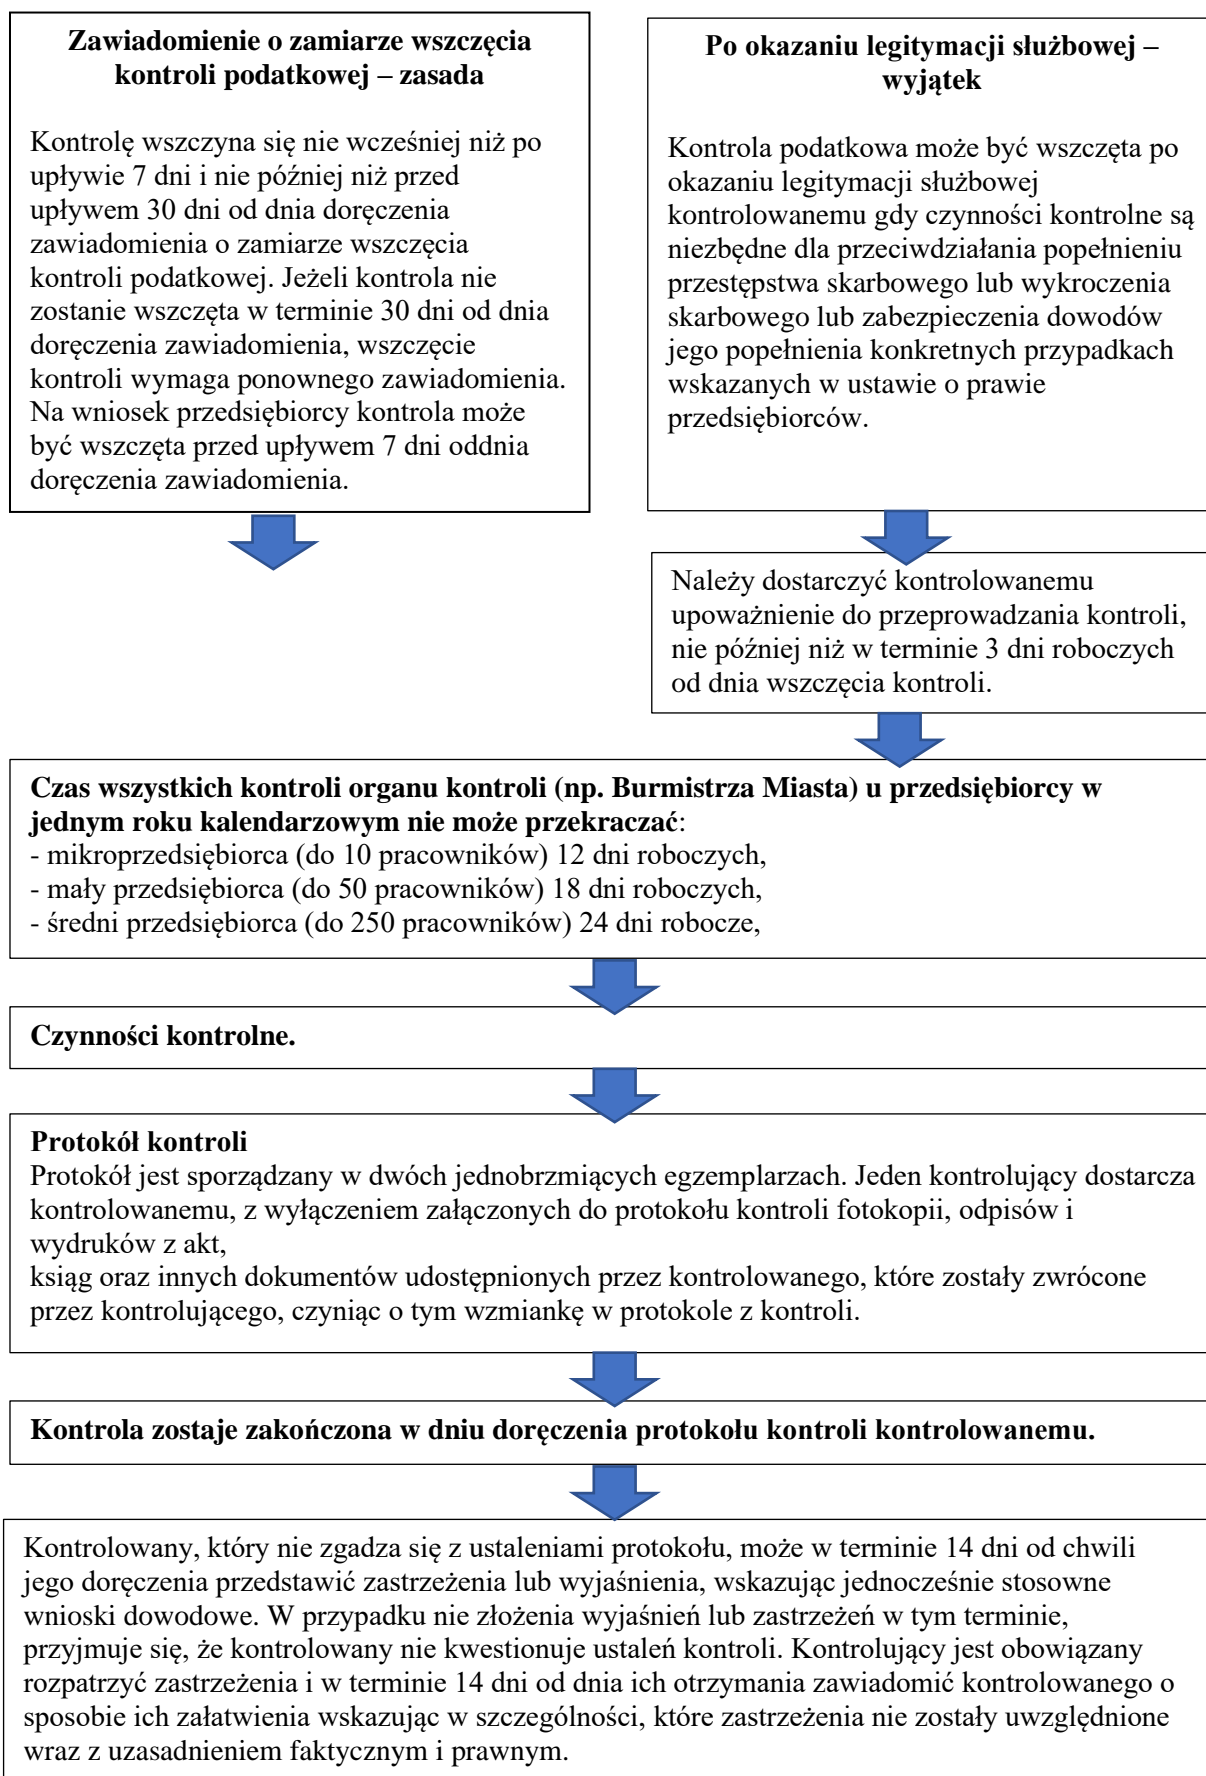 Zawiadomienie o zamiarze wszczęcia
kontroli podatkowej – zasada
Kontrolę wszczyna się nie wcześniej niż po
upływie 7 dni i nie później niż przed
upływem 30 dni od dnia doręczenia
zawiadomienia o zamiarze wszczęcia
kontroli podatkowej. Jeżeli kontrola nie
zostanie wszczęta w terminie 30 dni od dnia
doręczenia zawiadomienia, wszczęcie
kontroli wymaga ponownego zawiadomienia.
Na wniosek przedsiębiorcy kontrola może
być wszczęta przed upływem 7 dni oddnia
doręczenia zawiadomienia.
Po okazaniu legitymacji służbowej –
wyjątek
Kontrola podatkowa może być wszczęta po
okazaniu legitymacji służbowej
kontrolowanemu gdy czynności kontrolne są
niezbędne dla przeciwdziałania popełnieniu
przestępstwa skarbowego lub wykroczenia
skarbowego lub zabezpieczenia dowodów
jego popełnienia konkretnych przypadkach
wskazanych w ustawie o prawie
przedsiębiorców.
Należy dostarczyć kontrolowanemu
upoważnienie do przeprowadzania kontroli,
nie później niż w terminie 3 dni roboczych
od dnia wszczęcia kontroli.
Czas wszystkich kontroli organu kontroli (np. Burmistrza Miasta) u przedsiębiorcy w
jednym roku kalendarzowym nie może przekraczać:
- mikroprzedsiębiorca (do 10 pracowników) 12 dni roboczych,
- mały przedsiębiorca (do 50 pracowników) 18 dni roboczych,
- średni przedsiębiorca (do 250 pracowników) 24 dni robocze,
Czynności kontrolne.
Protokół kontroli
Protokół jest sporządzany w dwóch jednobrzmiących egzemplarzach. Jeden kontrolujący dostarcza
kontrolowanemu, z wyłączeniem załączonych do protokołu kontroli fotokopii, odpisów i
wydruków z akt,
ksiąg oraz innych dokumentów udostępnionych przez kontrolowanego, które zostały zwrócone
przez kontrolującego, czyniąc o tym wzmiankę w protokole z kontroli.
Kontrola zostaje zakończona w dniu doręczenia protokołu kontroli kontrolowanemu.
Kontrolowany, który nie zgadza się z ustaleniami protokołu, może w terminie 14 dni od chwili
jego doręczenia przedstawić zastrzeżenia lub wyjaśnienia, wskazując jednocześnie stosowne
wnioski dowodowe. W przypadku nie złożenia wyjaśnień lub zastrzeżeń w tym terminie,
przyjmuje się, że kontrolowany nie kwestionuje ustaleń kontroli. Kontrolujący jest obowiązany
rozpatrzyć zastrzeżenia i w terminie 14 dni od dnia ich otrzymania zawiadomić kontrolowanego o
sposobie ich załatwienia wskazując w szczególności, które zastrzeżenia nie zostały uwzględnione
wraz z uzasadnieniem faktycznym i prawnym.